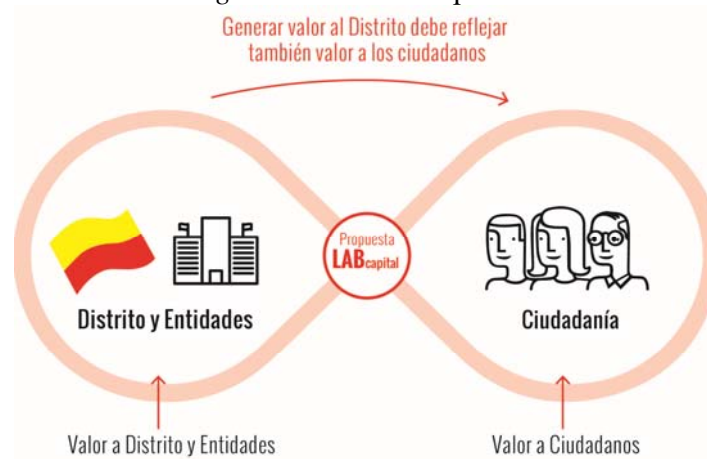 Generar valor al Distrito debe reflejar
también valor a los ciudadanos
Propuesta
LABcapital
Distrito y Entidades
Ciudadanía
Valor a Distrito y Entidades
Valor a Ciudadanos